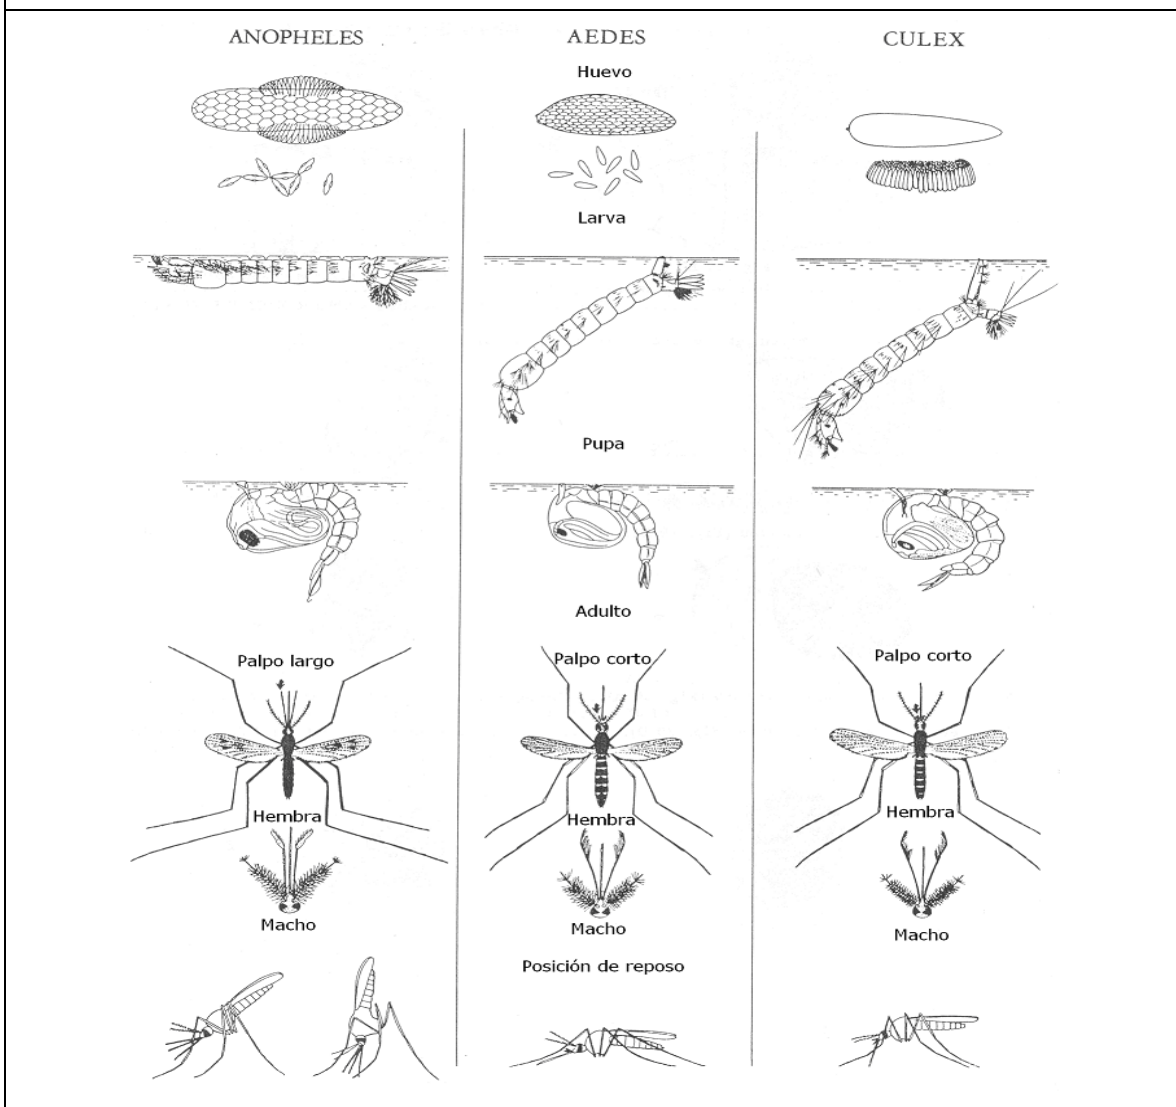 ANOPHELES
AEDES
CULEX
Huevo
Larva
Pupa
Adulto
Palpo largo
Palpo corto
Palpo corto
Hembra
Hembra
Hembra
Macho
Macho
Macho
Posición de reposo